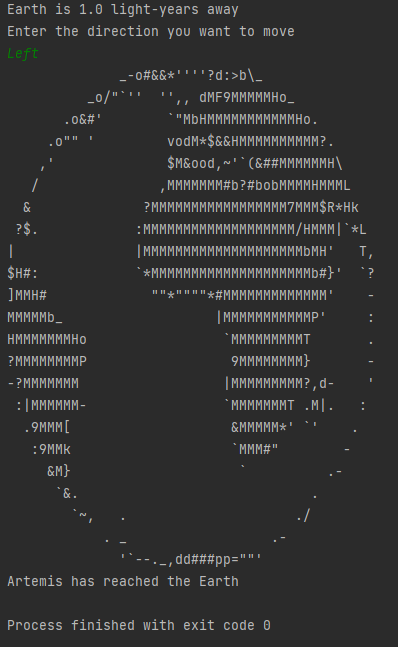 Earth is 1.0 light-years away
Enter the direction you want to move
Left
              _-o#&&*''''?d:>b\_
          _o/"`''  '',, dMF9MMMMMHo_
       .o&#'        `"MbHMMMMMMMMMMMHo.
     .o"" '         vodM*$&&HMMMMMMMMMM?.
    ,'              $M&ood,~'`(&##MMMMMMH\
   /               ,MMMMMMM#b?#bobMMMMHMMML
  &              ?MMMMMMMMMMMMMMMMM7MMM$R*Hk
 ?$.            :MMMMMMMMMMMMMMMMMMM/HMMM|`*L
|               |MMMMMMMMMMMMMMMMMMMMbMH'   T,
$H#:            `*MMMMMMMMMMMMMMMMMMMMb#}'  `?
]MMH#             ""*""""*#MMMMMMMMMMMMM'    -
MMMMMb_                   |MMMMMMMMMMMP'     :
HMMMMMMMHo                 `MMMMMMMMMT       .
?MMMMMMMMP                  9MMMMMMMM}       -
-?MMMMMMM                  |MMMMMMMMM?,d-    '
 :|MMMMMM-                 `MMMMMMMT .M|.   :
  .9MMM[                    &MMMMM*' `'    .
   :9MMk                    `MMM#"        -
     &M}                     `          .-
      `&.                             .
        `~,   .                     ./
            . _                  .-
              '`--._,dd###pp=""'
Artemis has reached the Earth
Process finished with exit code 0